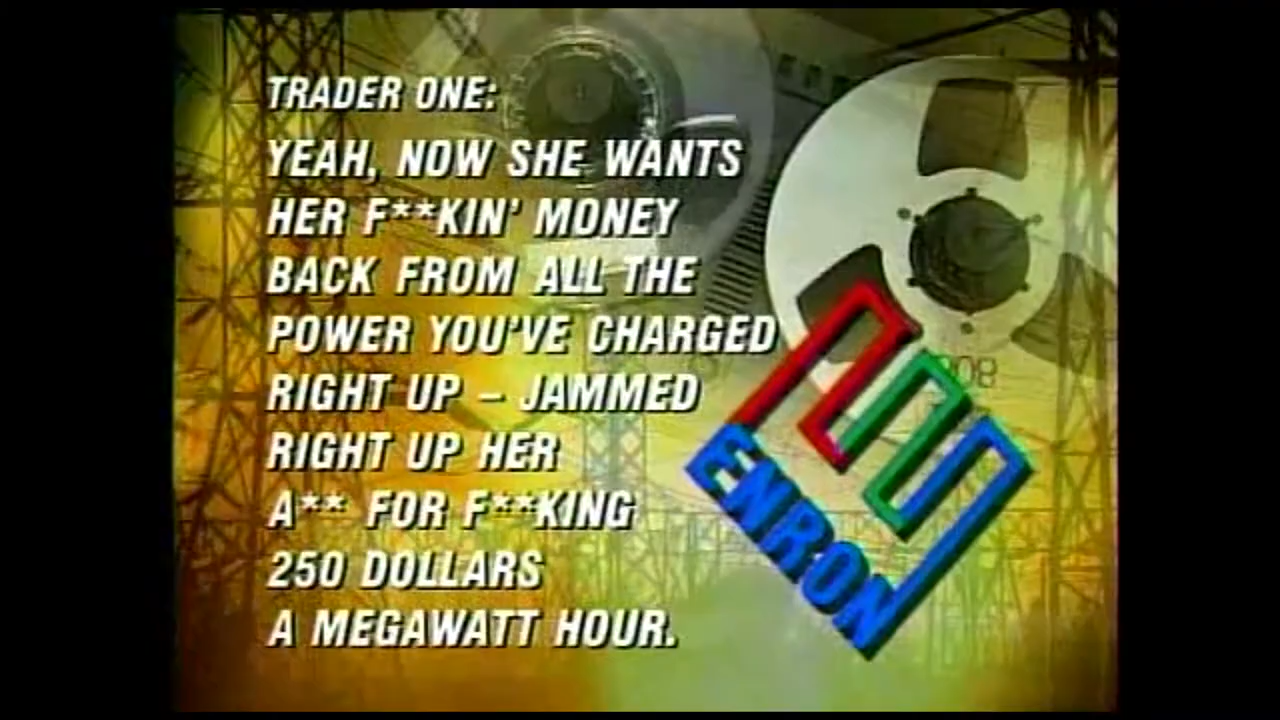 TRADER ONE:
YEAH, NOW SHE WANTS
HER F**KIN' MONEY
BACK FROM ALL THE
POWER YOU'VE CHARGED
RIGHT UP – JAMMED
RIGHT UP HER
A** FOR F**KING
250 DOLLARS
A MEGAWATT HOUR.
ENRON